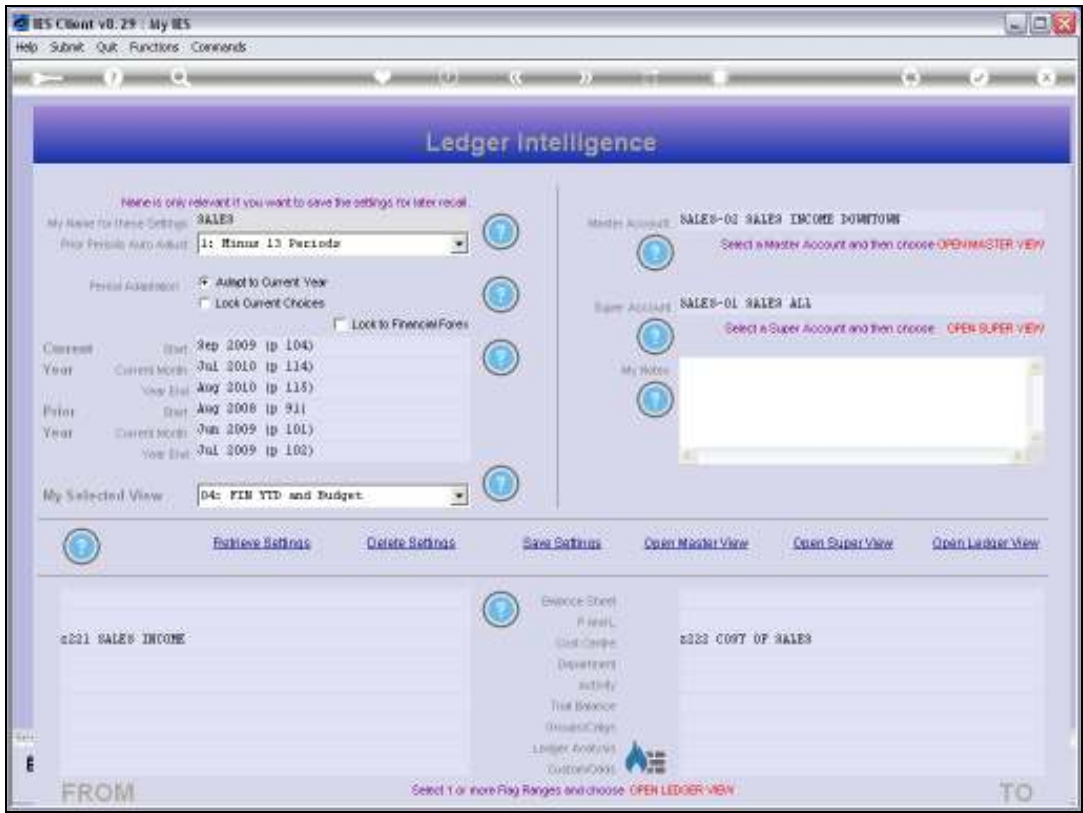 IES Client v8.29 : My IES
Help Submit Quit Functions Commands
Ledger Intelligence
Name is only relevant if you want to save the settings for later recall.
My Name for these Settings SALES
Prior Periods Auto Adjust 1: Minus 13 Periods
Period Adaptation Adapt to Current Year
Lock Current Choices
Lock to Financial Forex
Current Start Sep 2009 (p 104)
Year Current Month Jul 2010 (p 114)
Year End Aug 2010 (p 115)
Prior Start Aug 2008 (p 91)
Year Current Month Jun 2009 (p 101)
Year End Jul 2009 (p 102)
My Selected View 04: FIN YTD and Budget
Master Account SALES-02 SALES INCOME DOWNTOWN
Select a Master Account and then choose OPEN MASTER VIEW
Super Account SALES-01 SALES ALL
Select a Super Account and then choose OPEN SUPER VIEW
My Notes
Retrieve Settings Delete Settings Save Settings Open Master View Open Super View Open Ledger View
Balance Sheet
P and L
z221 SALES INCOME Cost Centre z222 COST OF SALES
Department
Activity
Trial Balance
Ledger Analysis
FROM Select 1 or more Flag Ranges and choose OPEN LEDGER VIEW TO